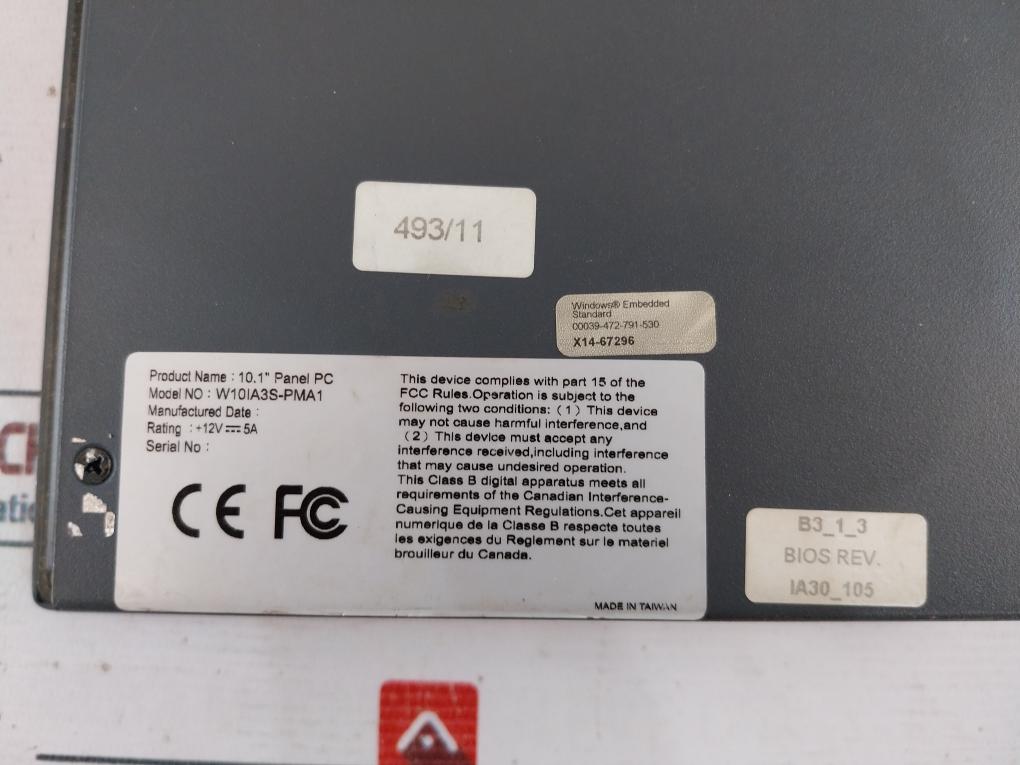 493/11
Windows® Embedded
Standard
00039-472-791-530
X14-67296
Product Name : 10.1" Panel PC
Model NO : W10IA3S-PMA1
Manufactured Date :
Rating : +12V⎓5A
Serial No :
CE FC
This device complies with part 15 of the
FCC Rules.Operation is subject to the
following two conditions: (1) This device
may not cause harmful interference,and
(2) This device must accept any
interference received,including interference
that may cause undesired operation.
This Class B digital apparatus meets all
requirements of the Canadian Interference-
Causing Equipment Regulations.Cet appareil
numerique de la Classe B respecte toutes
les exigences du Reglement sur le materiel
brouilleur du Canada.
MADE IN TAIWAN
B3_1_3
BIOS REV.
IA30_105